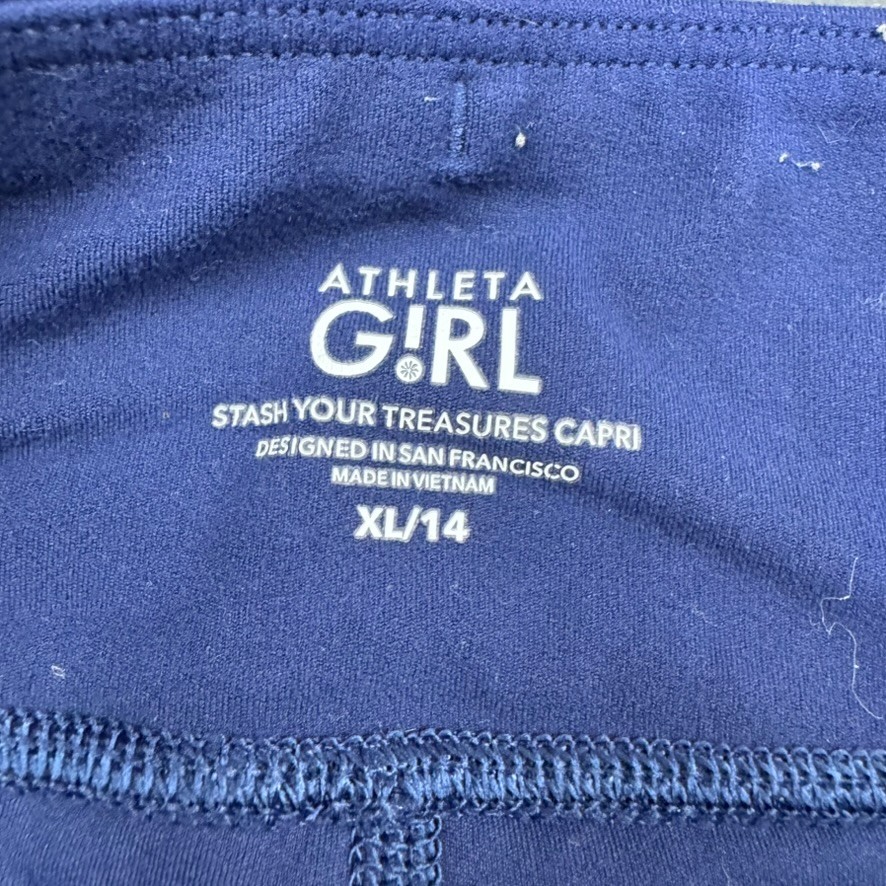 ATHLETA
G!RL
STASH YOUR TREASURES CAPRI
DESIGNED IN SAN FRANCISCO
MADE IN VIETNAM
XL/14